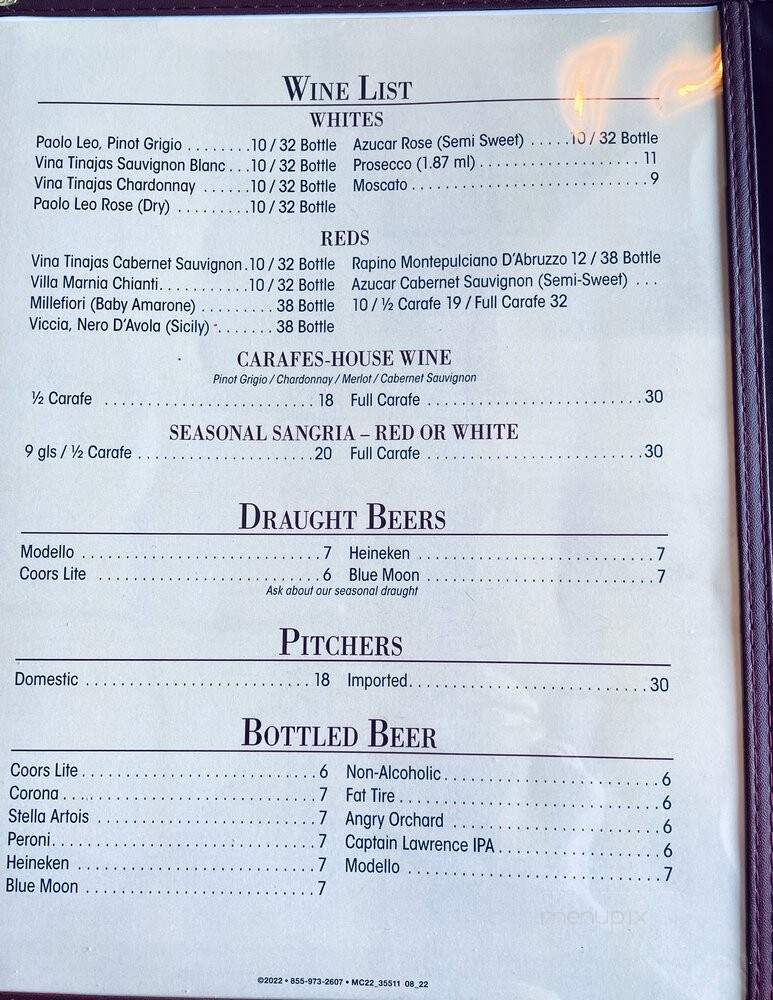 WINE LIST
WHITES
Paolo Leo, Pinot Grigio ........10 / 32 Bottle
Vina Tinajas Sauvignon Blanc ...10 / 32 Bottle
Vina Tinajas Chardonnay ......10 / 32 Bottle
Paolo Leo Rose (Dry) .........10 / 32 Bottle
Azucar Rose (Semi Sweet) .....10 / 32 Bottle
Prosecco (1.87 ml)...................11
Moscato............................9
REDS
Vina Tinajas Cabernet Sauvignon.10 / 32 Bottle
Villa Marnia Chianti...........10 / 32 Bottle
Millefiori (Baby Amarone) .........38 Bottle
Viccia, Nero D'Avola (Sicily) .......38 Bottle
Rapino Montepulciano D'Abruzzo 12 / 38 Bottle
Azucar Cabernet Sauvignon (Semi-Sweet) ...
10 / ½ Carafe 19 / Full Carafe 32
CARAFES-HOUSE WINE
Pinot Grigio / Chardonnay / Merlot / Cabernet Sauvignon
½ Carafe ........................18
Full Carafe .........................30
SEASONAL SANGRIA – RED OR WHITE
9 gls / ½ Carafe ....................20
Full Carafe .........................30
DRAUGHT BEERS
Modello ...........................7
Coors Lite .........................6
Heineken ...........................7
Blue Moon ..........................7
Ask about our seasonal draught
PITCHERS
Domestic ..........................18
Imported...........................30
BOTTLED BEER
Coors Lite...........................6
Corona .............................7
Stella Artois .........................7
Peroni..............................7
Heineken ...........................7
Blue Moon ..........................7
Non-Alcoholic.........................6
Fat Tire..............................6
Angry Orchard ........................6
Captain Lawrence IPA...................6
Modello .............................7
menupix
©2022 • 855-973-2607 • MC22_35511 08_22